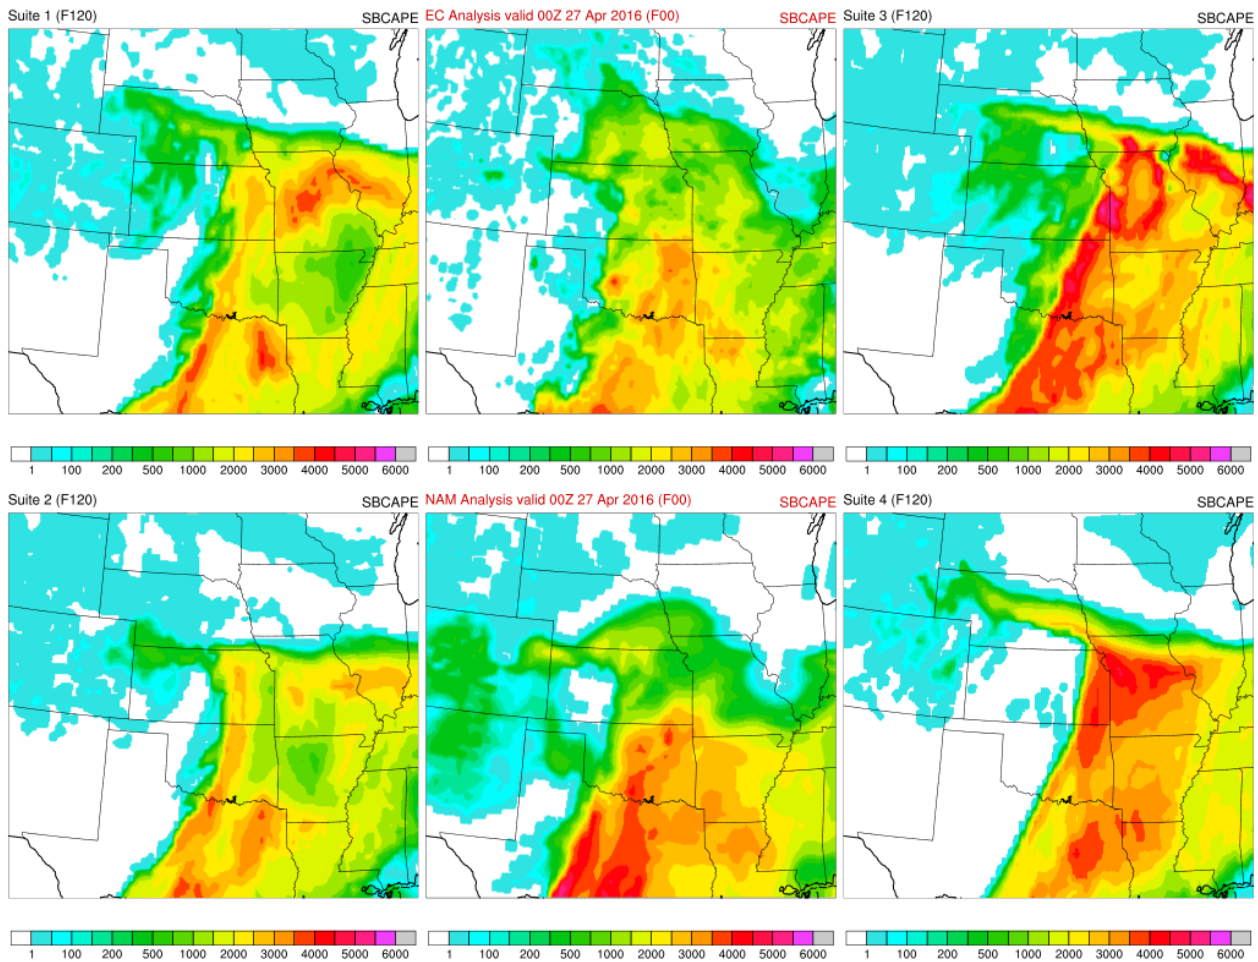 Suite 1 (F120) SBCAPE EC Analysis valid 00Z 27 Apr 2016 (F00) SBCAPE Suite 3 (F120) SBCAPE
1 100 200 500 1000 2000 3000 4000 5000 6000 1 100 200 500 1000 2000 3000 4000 5000 6000 1 100 200 500 1000 2000 3000 4000 5000 6000
Suite 2 (F120) SBCAPE NAM Analysis valid 00Z 27 Apr 2016 (F00) SBCAPE Suite 4 (F120) SBCAPE
1 100 200 500 1000 2000 3000 4000 5000 6000 1 100 200 500 1000 2000 3000 4000 5000 6000 1 100 200 500 1000 2000 3000 4000 5000 6000